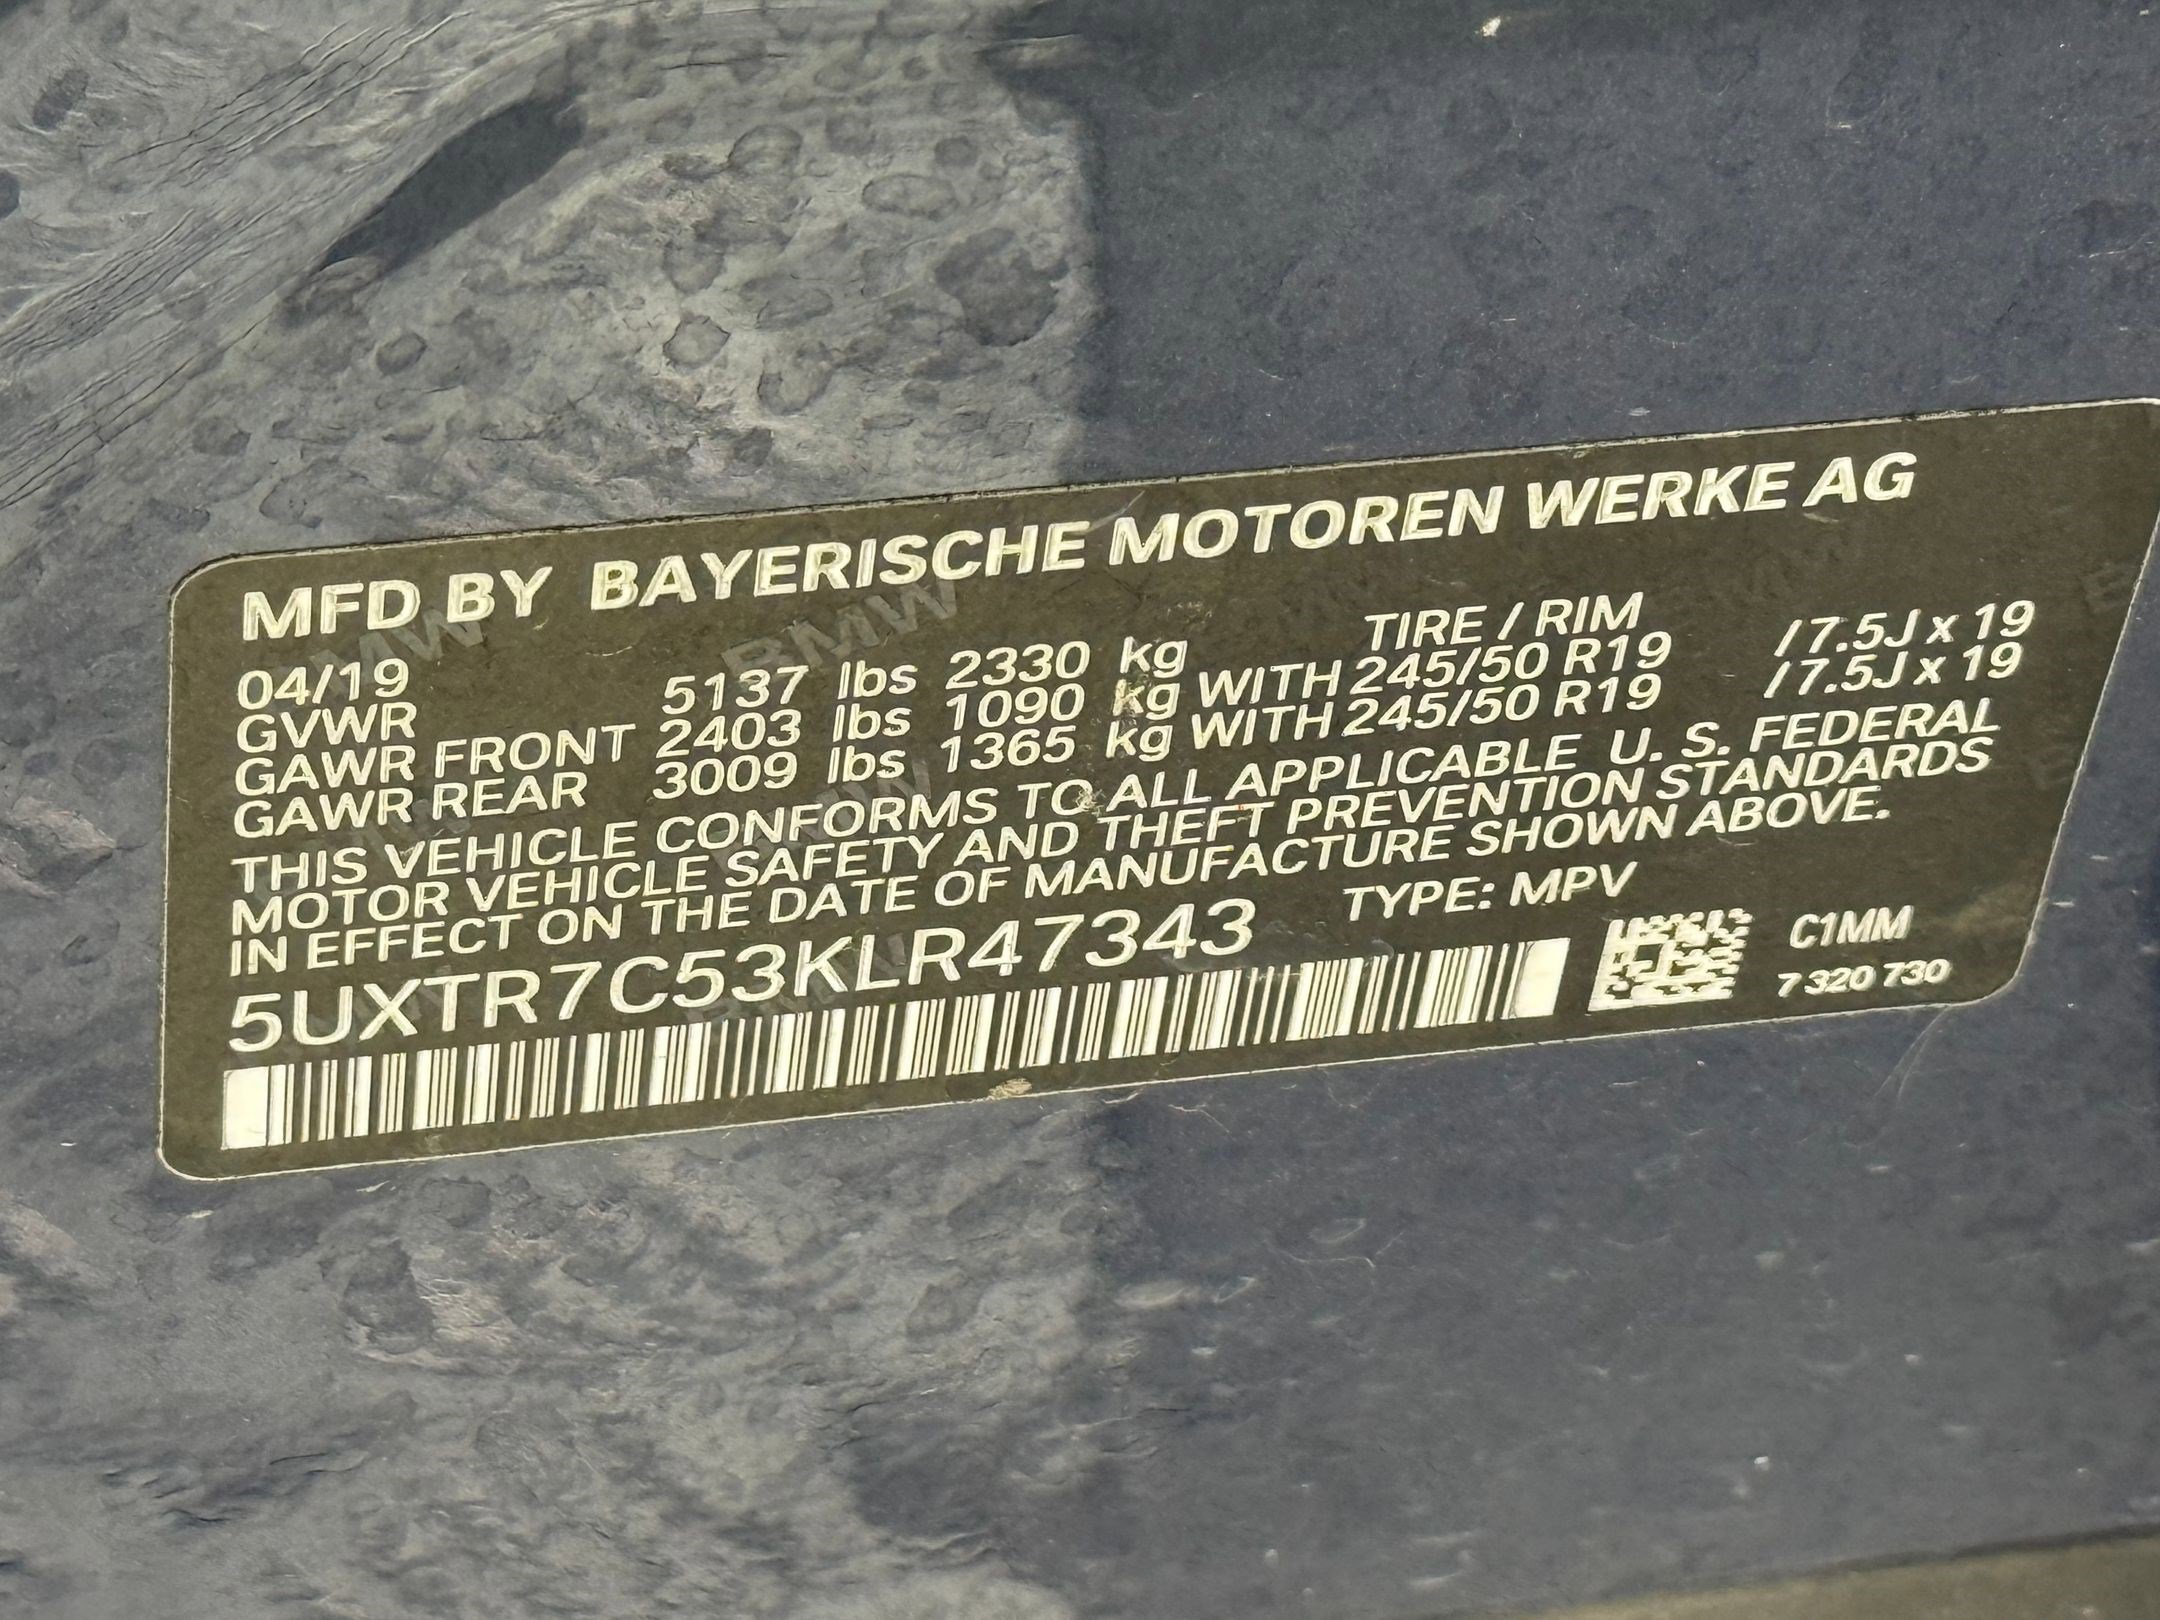 MFD BY BAYERISCHE MOTOREN WERKE AG
04/19 TIRE / RIM
GVWR 5137 lbs 2330 kg
GAWR FRONT 2403 lbs 1090 kg WITH 245/50 R19 / 7.5J x 19
GAWR REAR 3009 lbs 1365 kg WITH 245/50 R19 / 7.5J x 19
THIS VEHICLE CONFORMS TO ALL APPLICABLE U. S. FEDERAL
MOTOR VEHICLE SAFETY AND THEFT PREVENTION STANDARDS
IN EFFECT ON THE DATE OF MANUFACTURE SHOWN ABOVE.
5UXTR7C53KLR47343 TYPE: MPV
C1MM
7 320 730